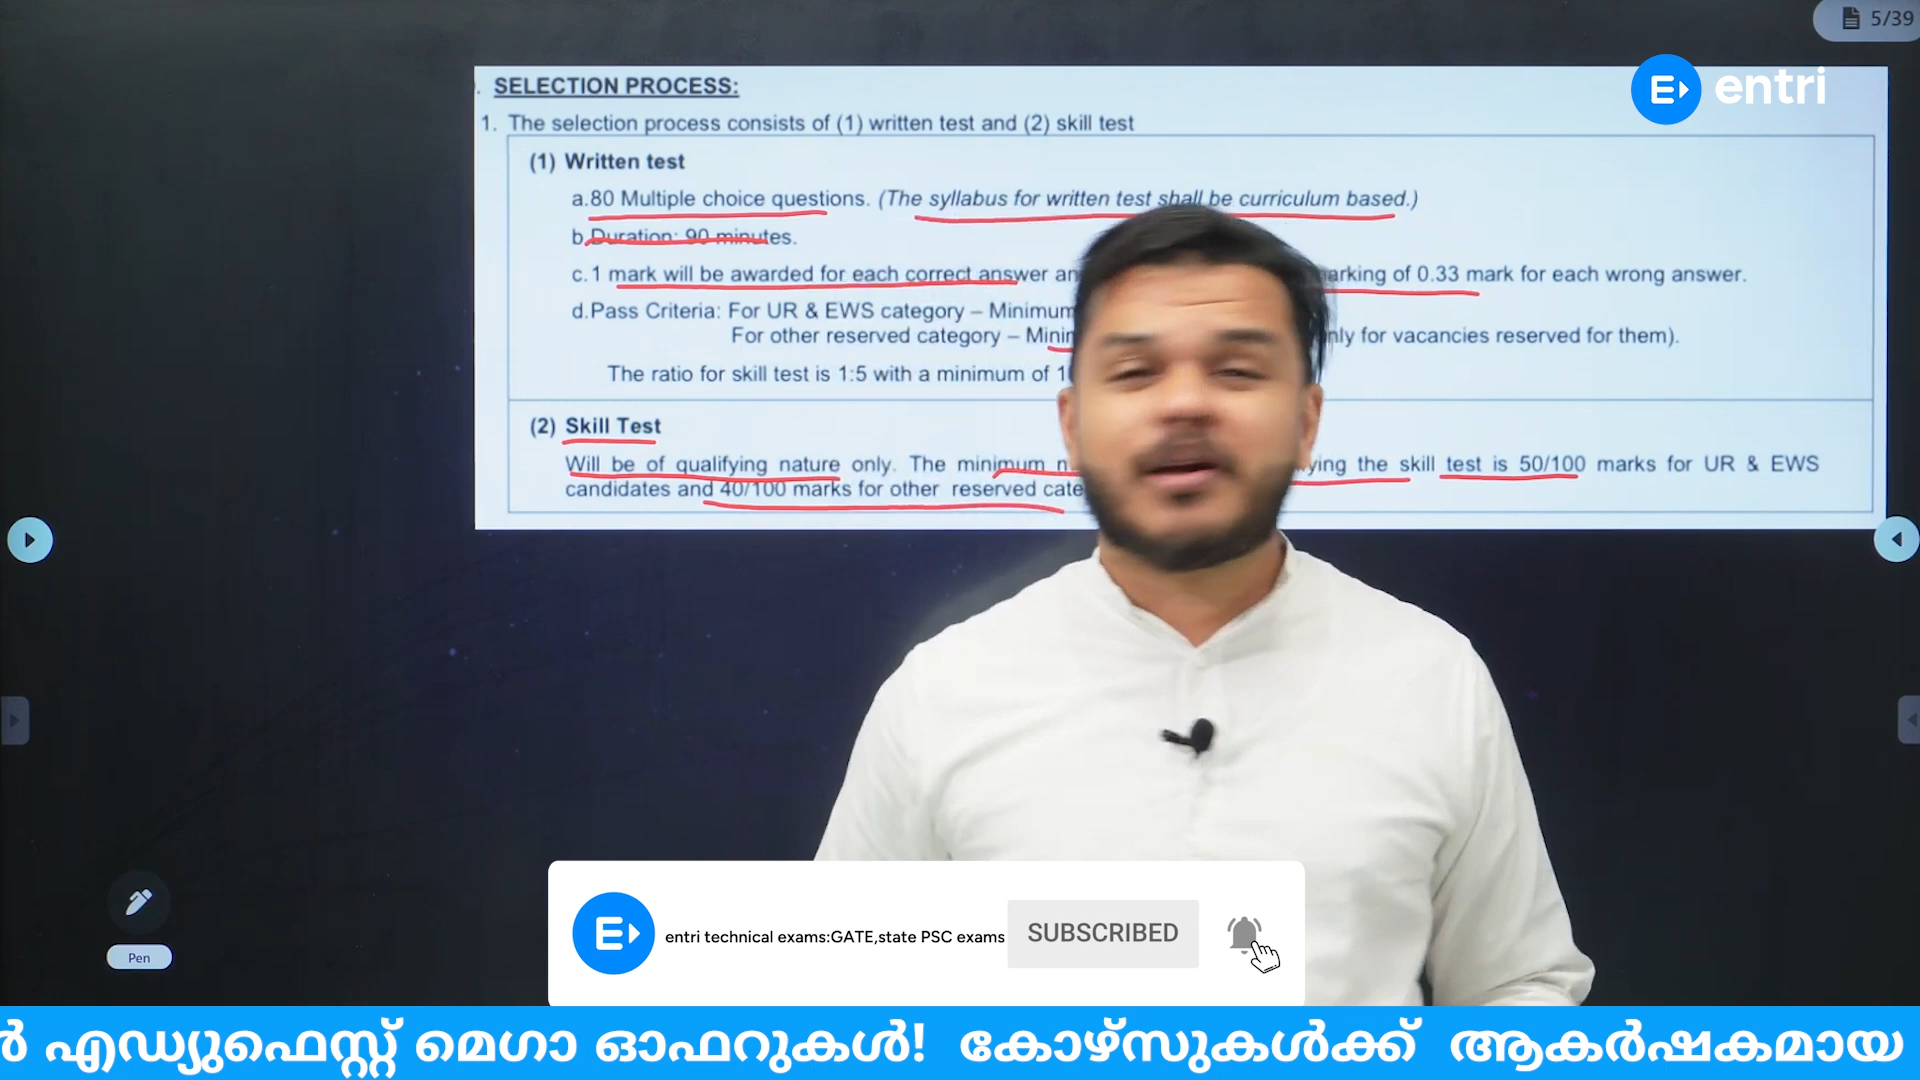 5/39
entri
SELECTION PROCESS:
1. The selection process consists of (1) written test and (2) skill test
(1) Written test
a.80 Multiple choice questions. (The syllabus for written test shall be curriculum based.)
b.Duration: 90 minutes.
c.1 mark will be awarded for each correct answer an arking of 0.33 mark for each wrong answer.
d.Pass Criteria: For UR & EWS category – Minimum
For other reserved category – Minim nly for vacancies reserved for them).
The ratio for skill test is 1:5 with a minimum of
(2) Skill Test
Will be of qualifying nature only. The minimum ying the skill test is 50/100 marks for UR & EWS
candidates and 40/100 marks for other reserved cate
Pen
entri technical exams:GATE,state PSC exams
SUBSCRIBED
ർ എഡ്യുഫെസ്റ്റ് മെഗാ ഓഫറുകൾ! കോഴ്സുകൾക്ക് ആകർഷകമായ